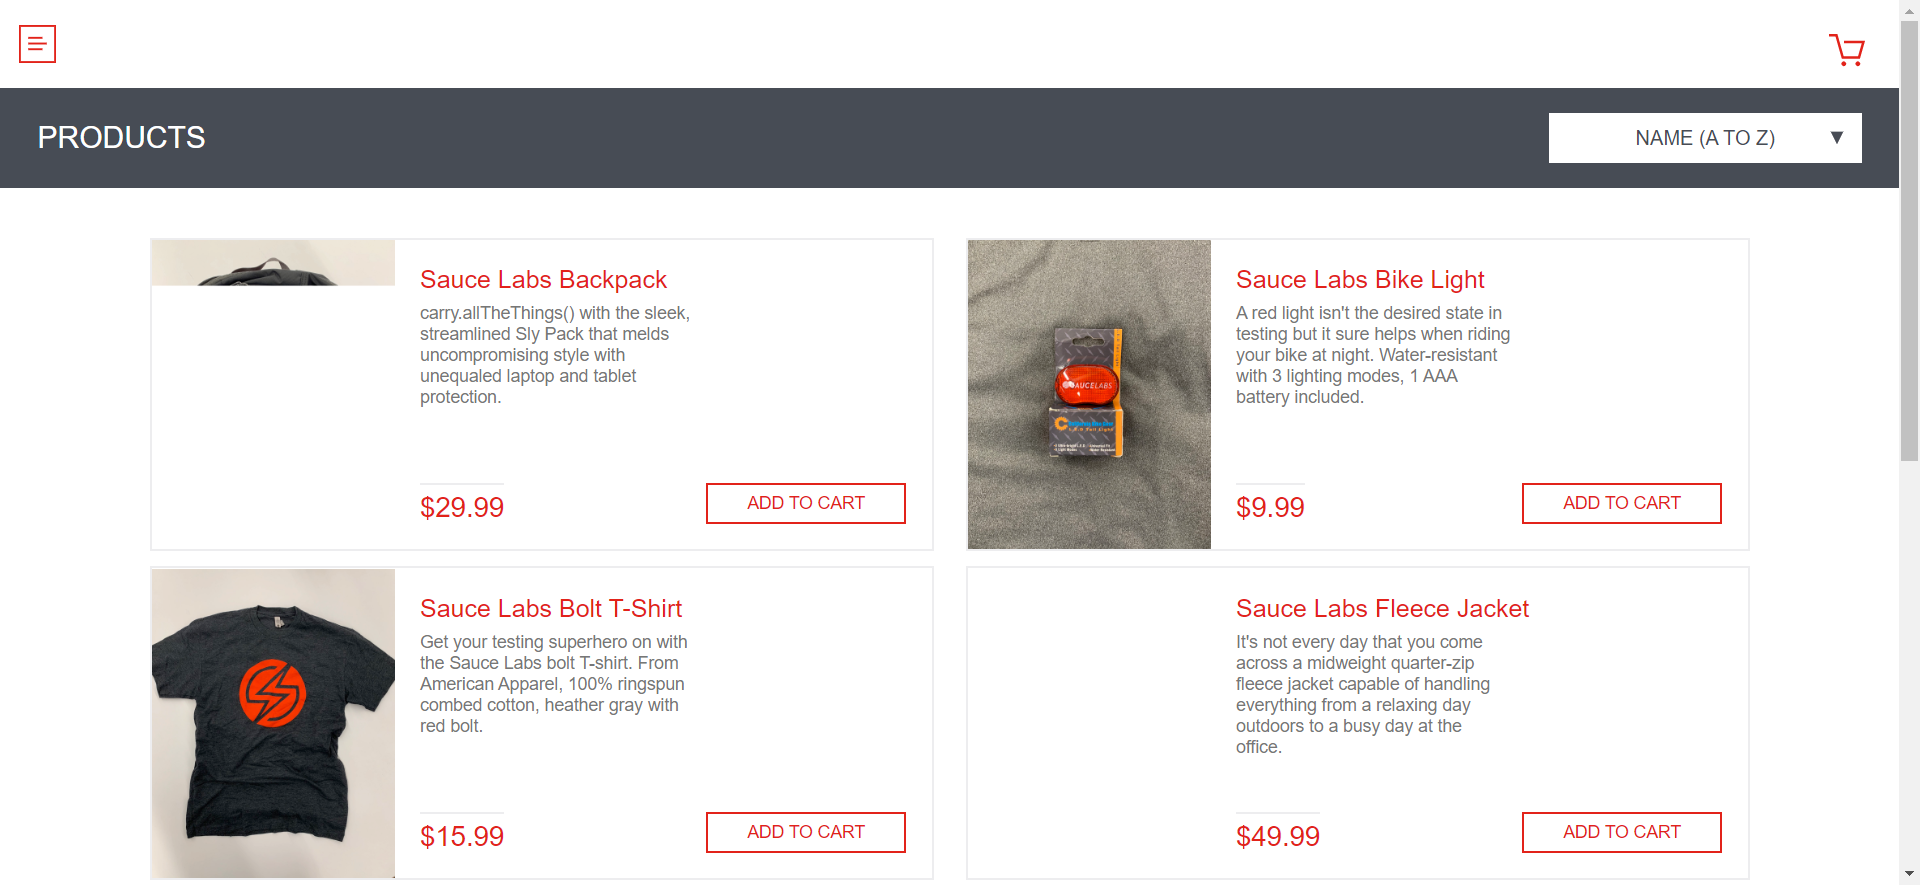 PRODUCTS
NAME (A TO Z) ▼
Sauce Labs Backpack
carry.allTheThings() with the sleek,
streamlined Sly Pack that melds
uncompromising style with
unequaled laptop and tablet
protection.
$29.99
ADD TO CART
SAUCELABS
Sauce Labs Bike Light
A red light isn't the desired state in
testing but it sure helps when riding
your bike at night. Water-resistant
with 3 lighting modes, 1 AAA
battery included.
$9.99
ADD TO CART
Sauce Labs Bolt T-Shirt
Get your testing superhero on with
the Sauce Labs bolt T-shirt. From
American Apparel, 100% ringspun
combed cotton, heather gray with
red bolt.
$15.99
ADD TO CART
Sauce Labs Fleece Jacket
It's not every day that you come
across a midweight quarter-zip
fleece jacket capable of handling
everything from a relaxing day
outdoors to a busy day at the
office.
$49.99
ADD TO CART